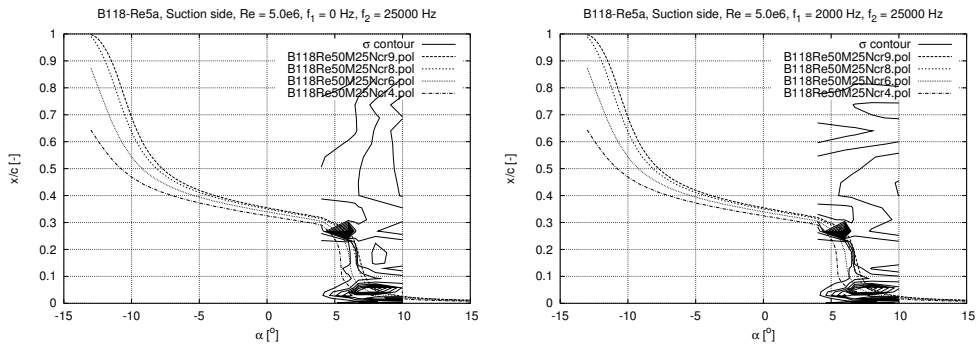 B118-Re5a, Suction side, Re = 5.0e6, f1 = 0 Hz, f2 = 25000 Hz
σ contour
B118Re50M25Ncr9.pol
B118Re50M25Ncr8.pol
B118Re50M25Ncr6.pol
B118Re50M25Ncr4.pol
1
0.9
0.8
0.7
0.6
0.5
0.4
0.3
0.2
0.1
0
x/c [-]
-15 -10 -5 0 5 10 15
α [°]
B118-Re5a, Suction side, Re = 5.0e6, f1 = 2000 Hz, f2 = 25000 Hz
σ contour
B118Re50M25Ncr9.pol
B118Re50M25Ncr8.pol
B118Re50M25Ncr6.pol
B118Re50M25Ncr4.pol
1
0.9
0.8
0.7
0.6
0.5
0.4
0.3
0.2
0.1
0
x/c [-]
-15 -10 -5 0 5 10 15
α [°]